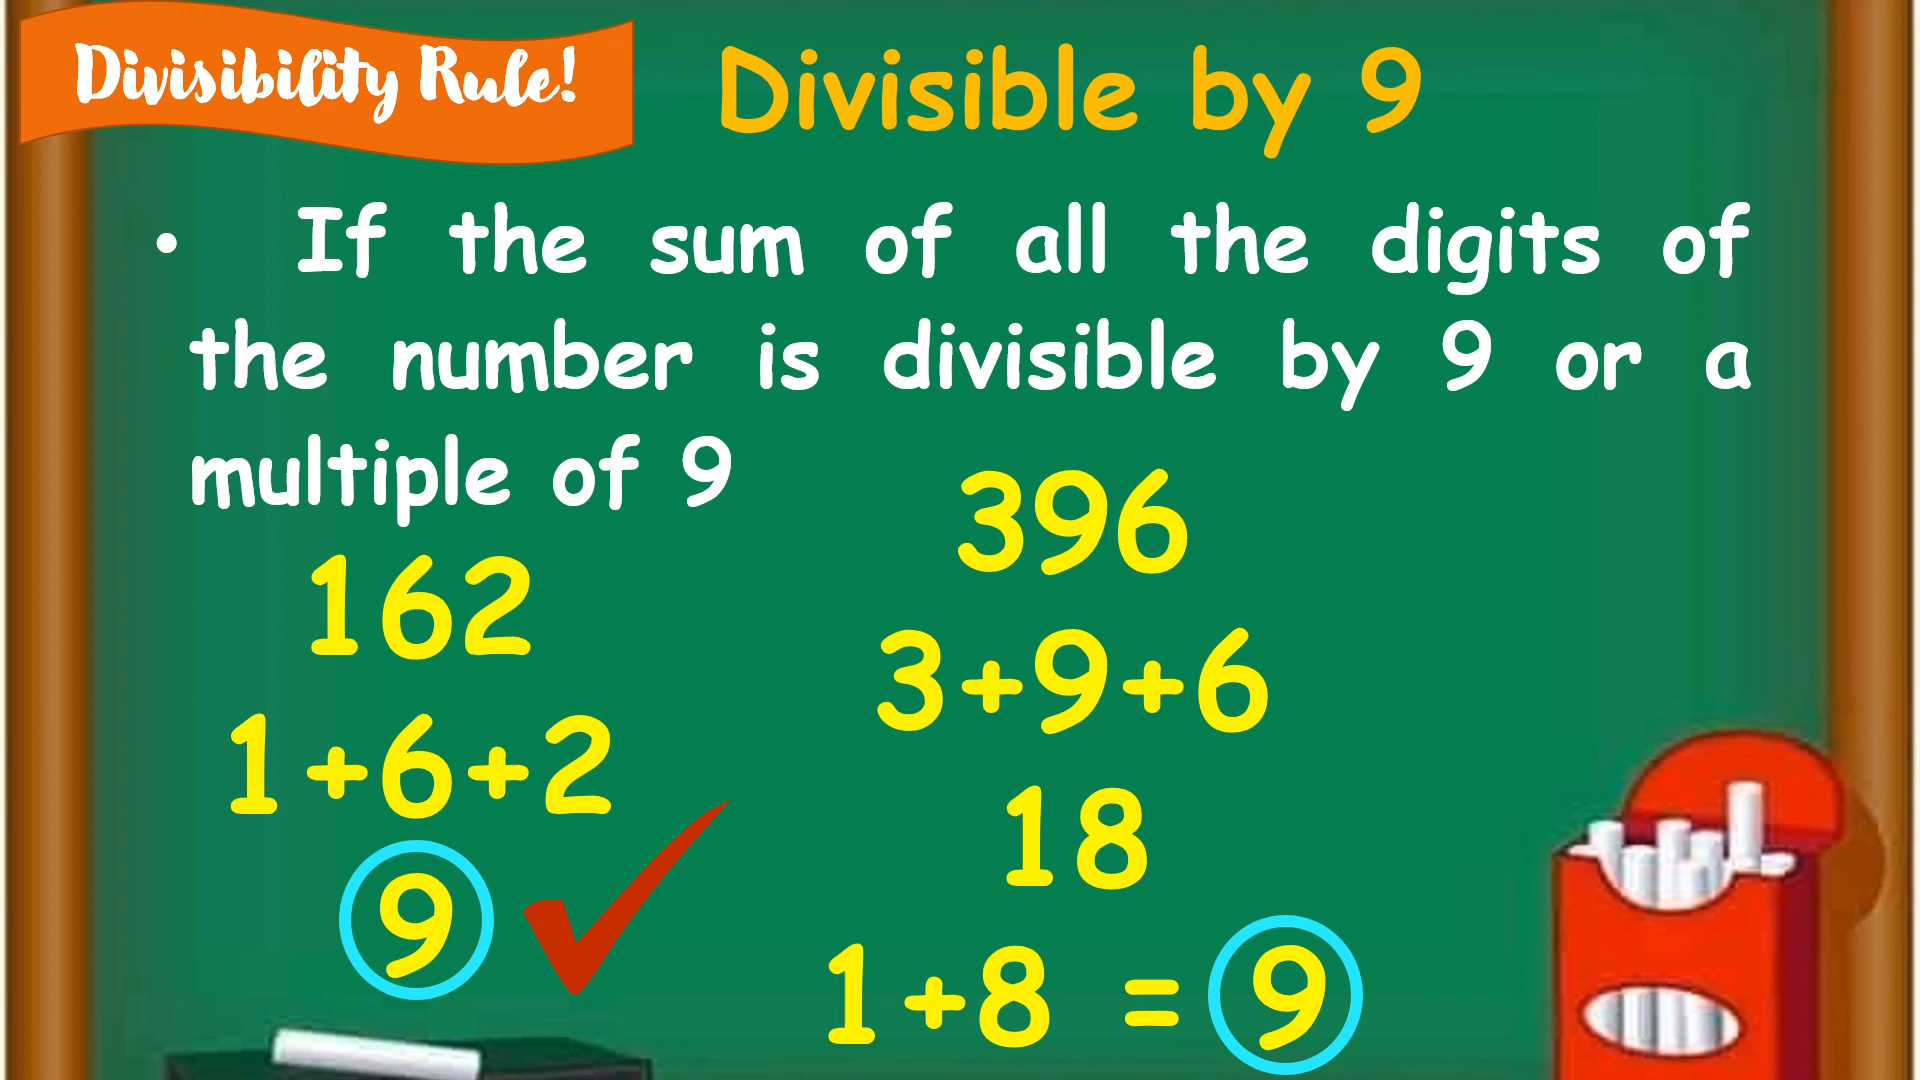 Divisibility Rule!
Divisible by 9
• If the sum of all the digits of
the number is divisible by 9 or a
multiple of 9
162
1+6+2
9
396
3+9+6
18
1+8 = 9